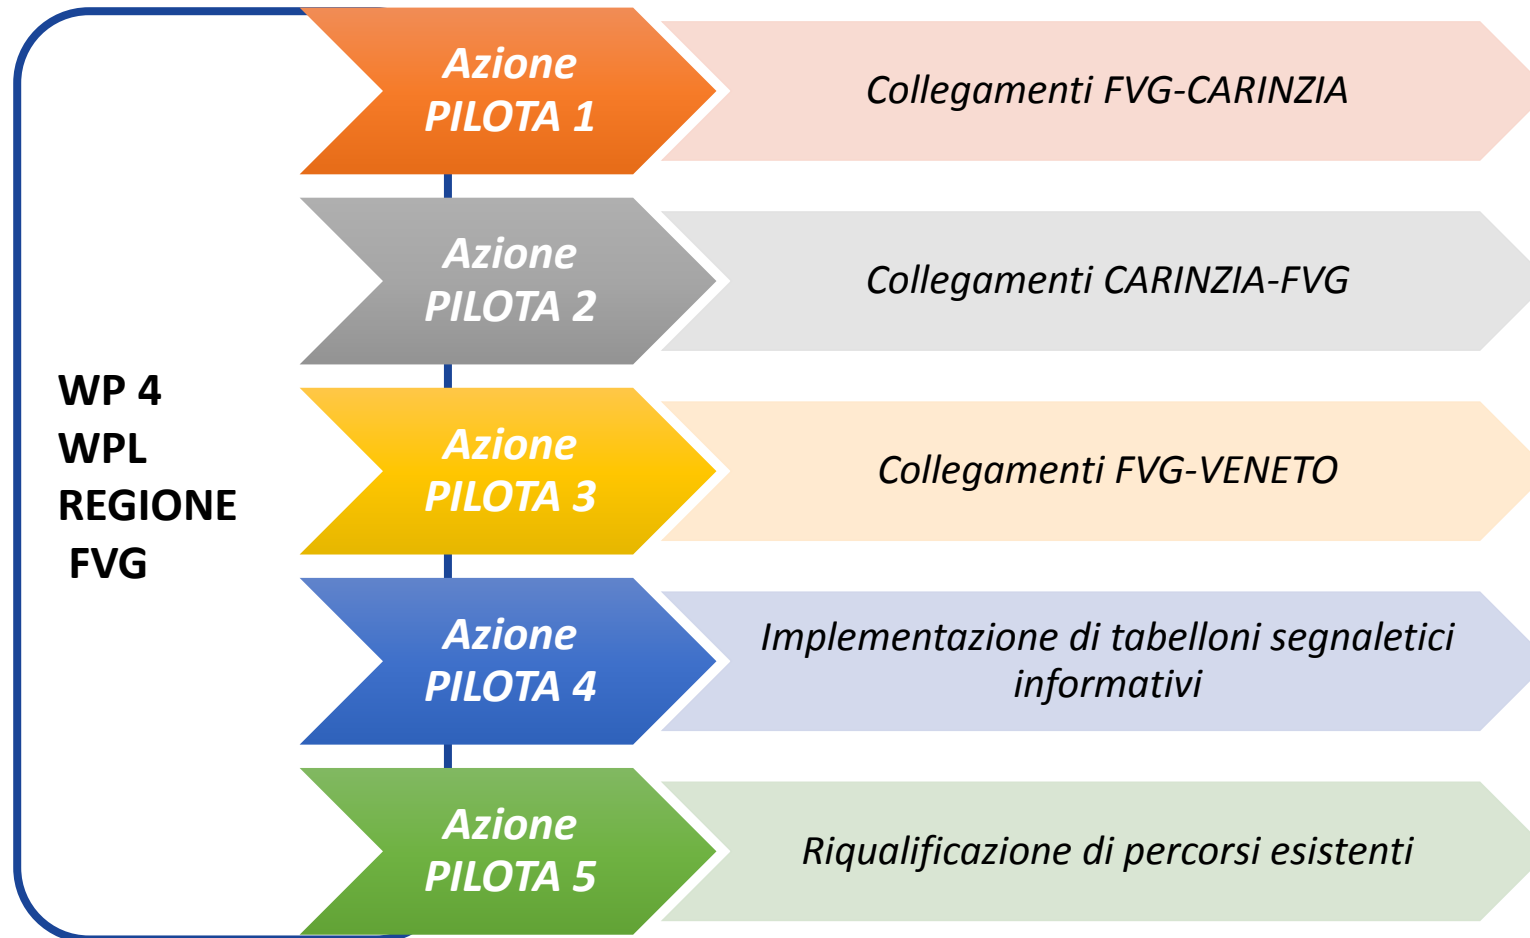 WP 4
WPL
REGIONE
FVG
Azione
PILOTA 1
Collegamenti FVG-CARINZIA
Azione
PILOTA 2
Collegamenti CARINZIA-FVG
Azione
PILOTA 3
Collegamenti FVG-VENETO
Azione
PILOTA 4
Implementazione di tabelloni segnaletici
informativi
Azione
PILOTA 5
Riqualificazione di percorsi esistenti